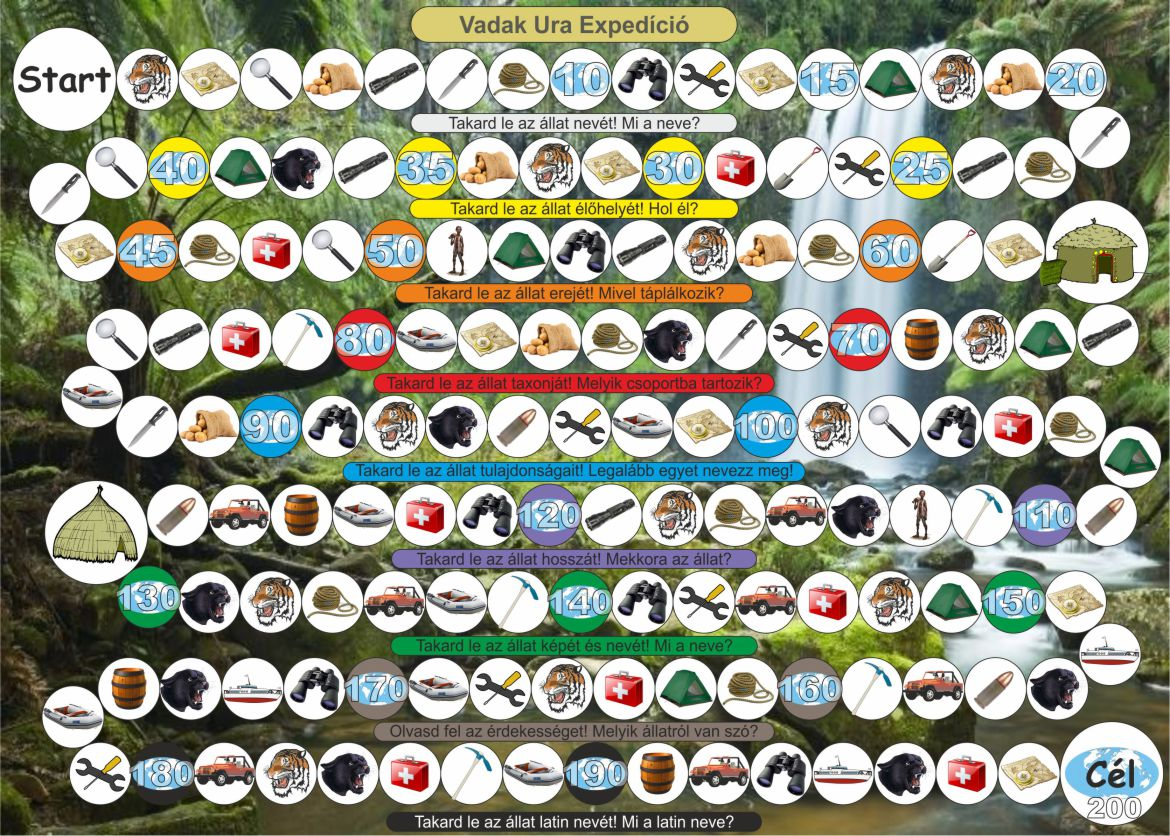 Vadak Ura Expedíció
Start 10 15 20
Takard le az állat nevét! Mi a neve?
40 35 30 25
Takard le az állat élőhelyét! Hol él?
45 50 60
Takard le az állat erejét! Mivel táplálkozik?
80 70
Takard le az állat taxonját! Melyik csoportba tartozik?
90 100
Takard le az állat tulajdonságait! Legalább egyet nevezz meg!
120 110
Takard le az állat hosszát! Mekkora az állat?
130 140 150
Takard le az állat képét és nevét! Mi a neve?
170 160
Olvasd fel az érdekességet! Melyik állatról van szó?
180 190 Cél
200
Takard le az állat latin nevét! Mi a latin neve?